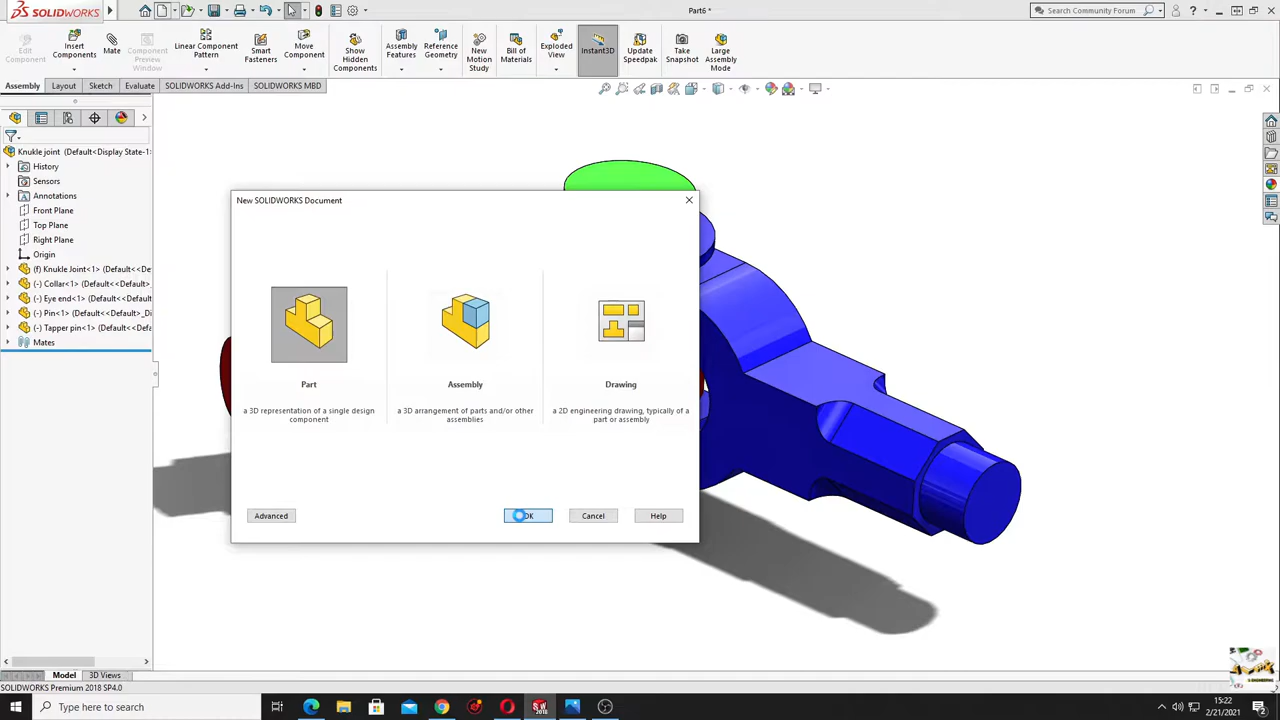 SOLIDWORKS
Part6 *
Search Community Forum
Edit Component
Insert Components
Mate
Component Preview Window
Linear Component Pattern
Smart Fasteners
Move Component
Show Hidden Components
Assembly Features
Reference Geometry
New Motion Study
Bill of Materials
Exploded View
Instant3D
Update Speedpak
Take Snapshot
Large Assembly Mode
Assembly Layout Sketch Evaluate SOLIDWORKS Add-Ins SOLIDWORKS MBD
Knukle joint (Default<Display State-1>
History
Sensors
Annotations
Front Plane
Top Plane
Right Plane
Origin
(f) Knukle Joint<1> (Default<<De
(-) Collar<1> (Default<<Default>_
(-) Eye end<1> (Default<<Default
(-) Pin<1> (Default<<Default>_Di
(-) Tapper pin<1> (Default<<Defa
Mates
New SOLIDWORKS Document
Part
a 3D representation of a single design
component
Assembly
a 3D arrangement of parts and/or other
assemblies
Drawing
a 2D engineering drawing, typically of a
part or assembly
Advanced
OK
Cancel
Help
Model 3D Views
SOLIDWORKS Premium 2018 SP4.0
Type here to search
15:22
2/21/2021